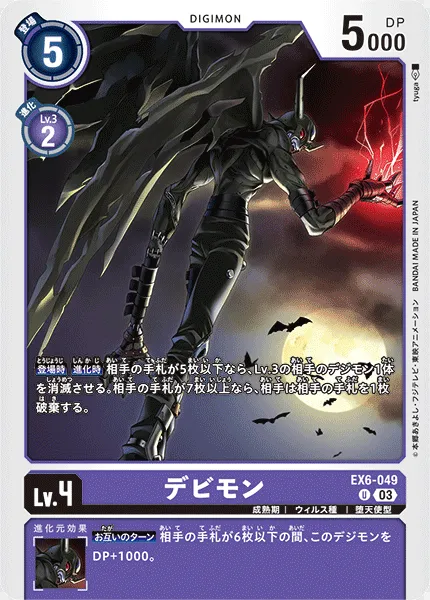 DIGIMON
登場
5
DP
5000
進化
Lv.3
2
tyuga
©本郷あきよし・フジテレビ・東映アニメーション BANDAI MADE IN JAPAN
登場時 進化時 相手の手札が5枚以下なら、Lv.3の相手のデジモン1体
を消滅させる。相手の手札が7枚以上なら、相手は相手の手札を1枚
破棄する。
EX6-049
Lv.4
デビモン
U 03
成熟期 | ウィルス種 | 堕天使型
進化元効果
お互いのターン 相手の手札が6枚以下の間、このデジモンを
DP+1000。